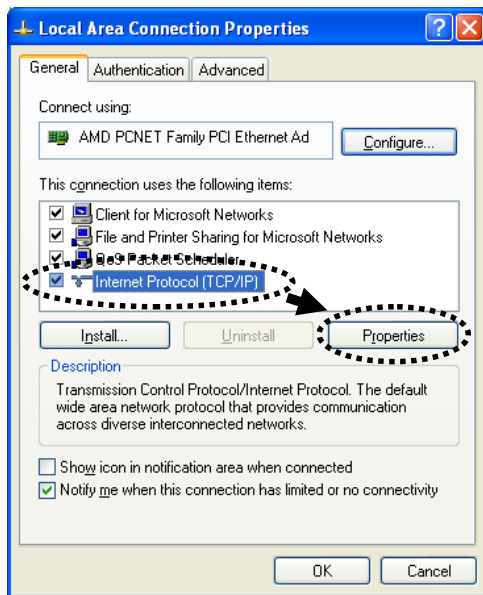 Local Area Connection Properties
General
Authentication
Advanced
Connect using:
AMD PCNET Family PCI Ethernet Ad
Configure...
This connection uses the following items:
Client for Microsoft Networks
File and Printer Sharing for Microsoft Networks
QoS Packet Scheduler
Internet Protocol (TCP/IP)
Install...
Uninstall
Properties
Description
Transmission Control Protocol/Internet Protocol. The default
wide area network protocol that provides communication
across diverse interconnected networks.
Show icon in notification area when connected
Notify me when this connection has limited or no connectivity
OK
Cancel